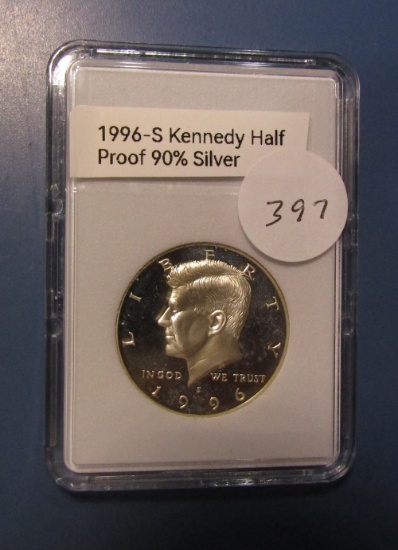 1996-S Kennedy Half
Proof 90% Silver
397
LIBERTY
IN GOD WE TRUST
S
1996